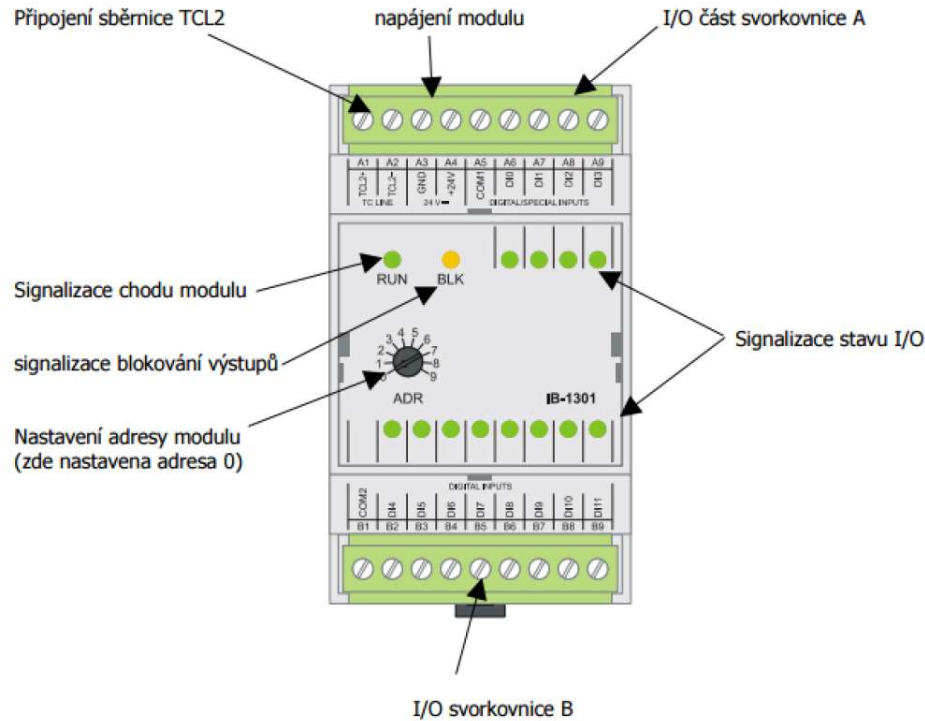 Připojení sběrnice TCL2
napájení modulu
I/O část svorkovnice A
A1 A2 A3 A4 A5 A6 A7 A8 A9
TCL2+ TCL2- GND +24V COM1 DI0 DI1 DI2 DI3
TC LINE 24 V DIGITAL/SPECIAL INPUTS
RUN BLK
Signalizace chodu modulu
signalizace blokování výstupů
Signalizace stavu I/O
0 1 2 3 4 5 6 7 8 9
ADR
IB-1301
Nastavení adresy modulu
(zde nastavena adresa 0)
DIGITAL INPUTS
COM2 DI4 DI5 DI6 DI7 DI8 DI9 DI10 DI11
B1 B2 B3 B4 B5 B6 B7 B8 B9
I/O svorkovnice B